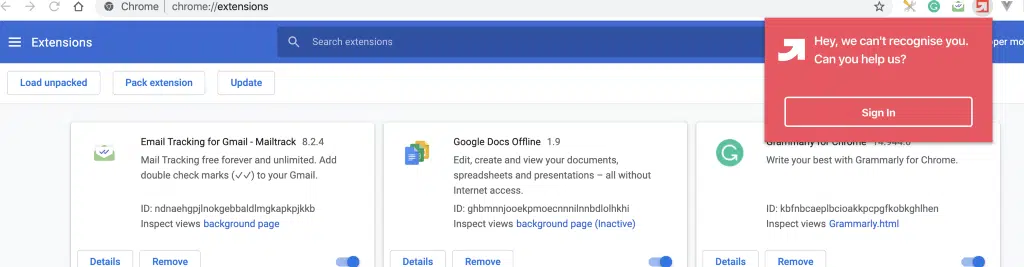 Chrome | chrome://extensions
Extensions
Search extensions
Hey, we can't recognise you.
Can you help us?
Sign In
Load unpacked
Pack extension
Update
Email Tracking for Gmail - Mailtrack 8.2.4
Mail Tracking free forever and unlimited. Add
double check marks (✓✓) to your Gmail.
ID: ndnaehgpjlnokgebbaldlmgkapkpjkkb
Inspect views background page
Details Remove
Google Docs Offline 1.9
Edit, create and view your documents,
spreadsheets and presentations – all without
Internet access.
ID: ghbmnnjooekpmoecnnnilnnbdlolhkhi
Inspect views background page (Inactive)
Details Remove
Grammarly for Chrome
Write your best with Grammarly for Chrome.
ID: kbfnbcaeplbcioakkpcpgfkobkghlhen
Inspect views Grammarly.html
Details Remove